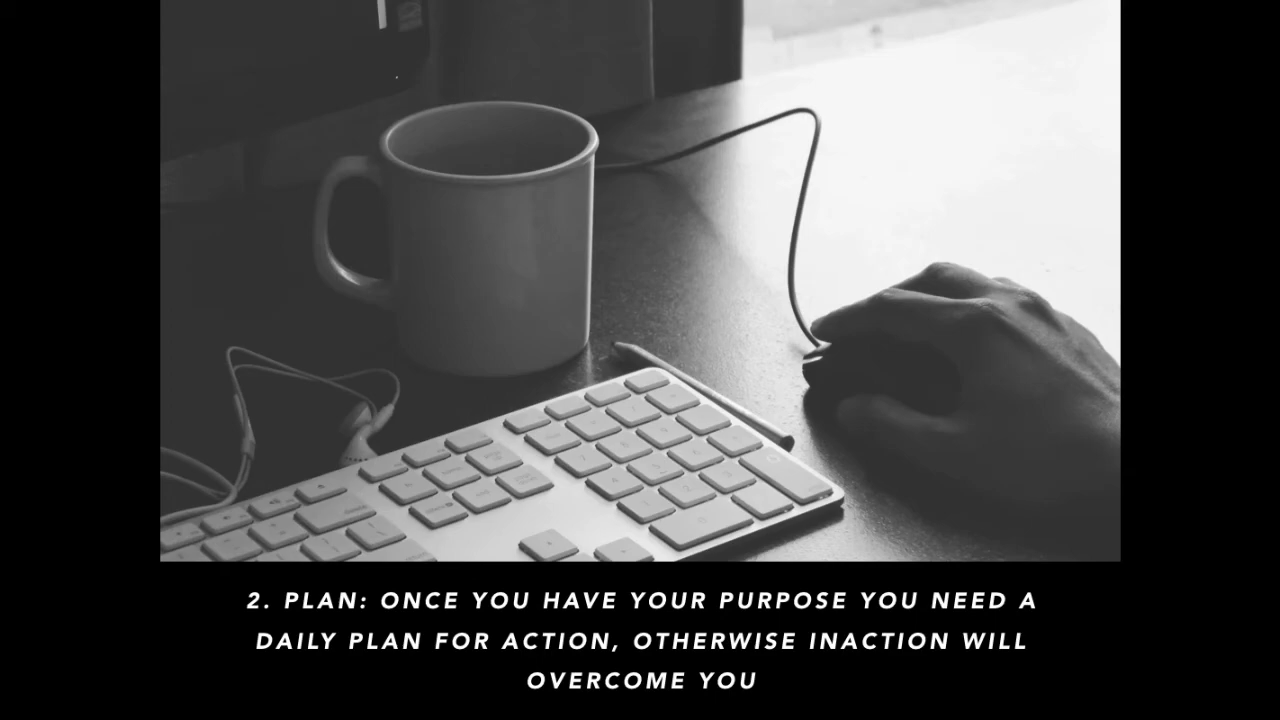 2. PLAN: ONCE YOU HAVE YOUR PURPOSE YOU NEED A
DAILY PLAN FOR ACTION, OTHERWISE INACTION WILL
OVERCOME YOU